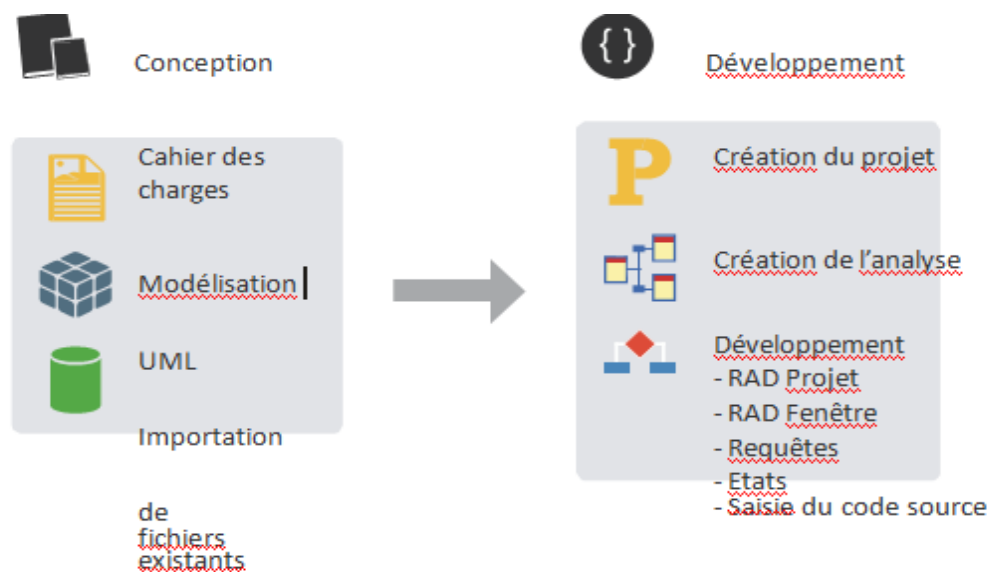 Conception
Cahier des
charges
Modélisation
UML
Importation
de
fichiers
existants
{}
Développement
P
Création du projet
Création de l'analyse
Développement
- RAD Projet
- RAD Fenêtre
- Requêtes
- Etats
- Saisie du code source